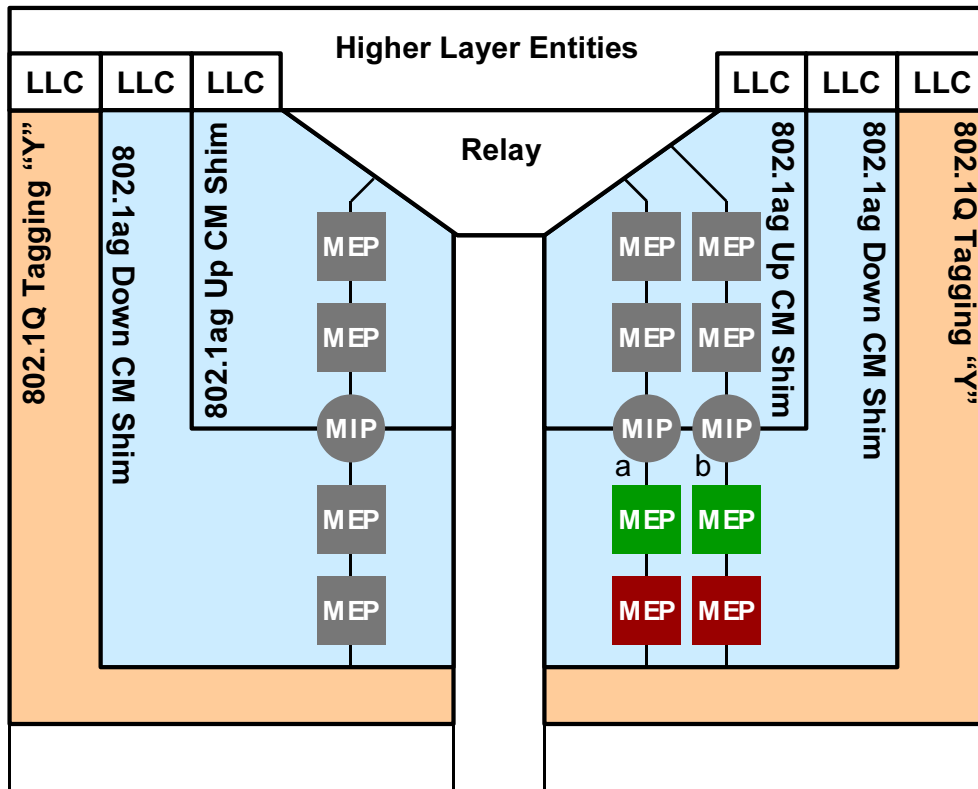 Higher Layer Entities
LLC
LLC
LLC
LLC
LLC
LLC
Relay
802.1Q Tagging “Y”
802.1ag Down CM Shim
802.1ag Up CM Shim
802.1ag Up CM Shim
802.1ag Down CM Shim
802.1Q Tagging “Y”
MEP
MEP
MEP
MEP
MEP
MEP
MIP
MIP
MIP
a
b
MEP
MEP
MEP
MEP
MEP
MEP